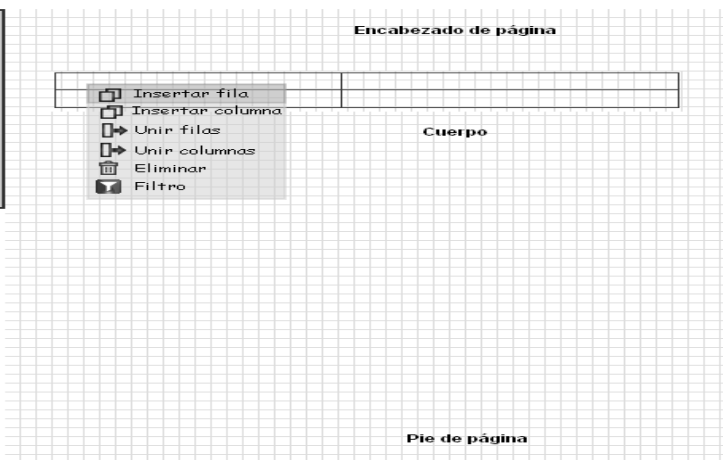 Encabezado de página
Insertar fila
Insertar columna
Unir filas
Cuerpo
Unir columnas
Eliminar
Filtro
Pie de página